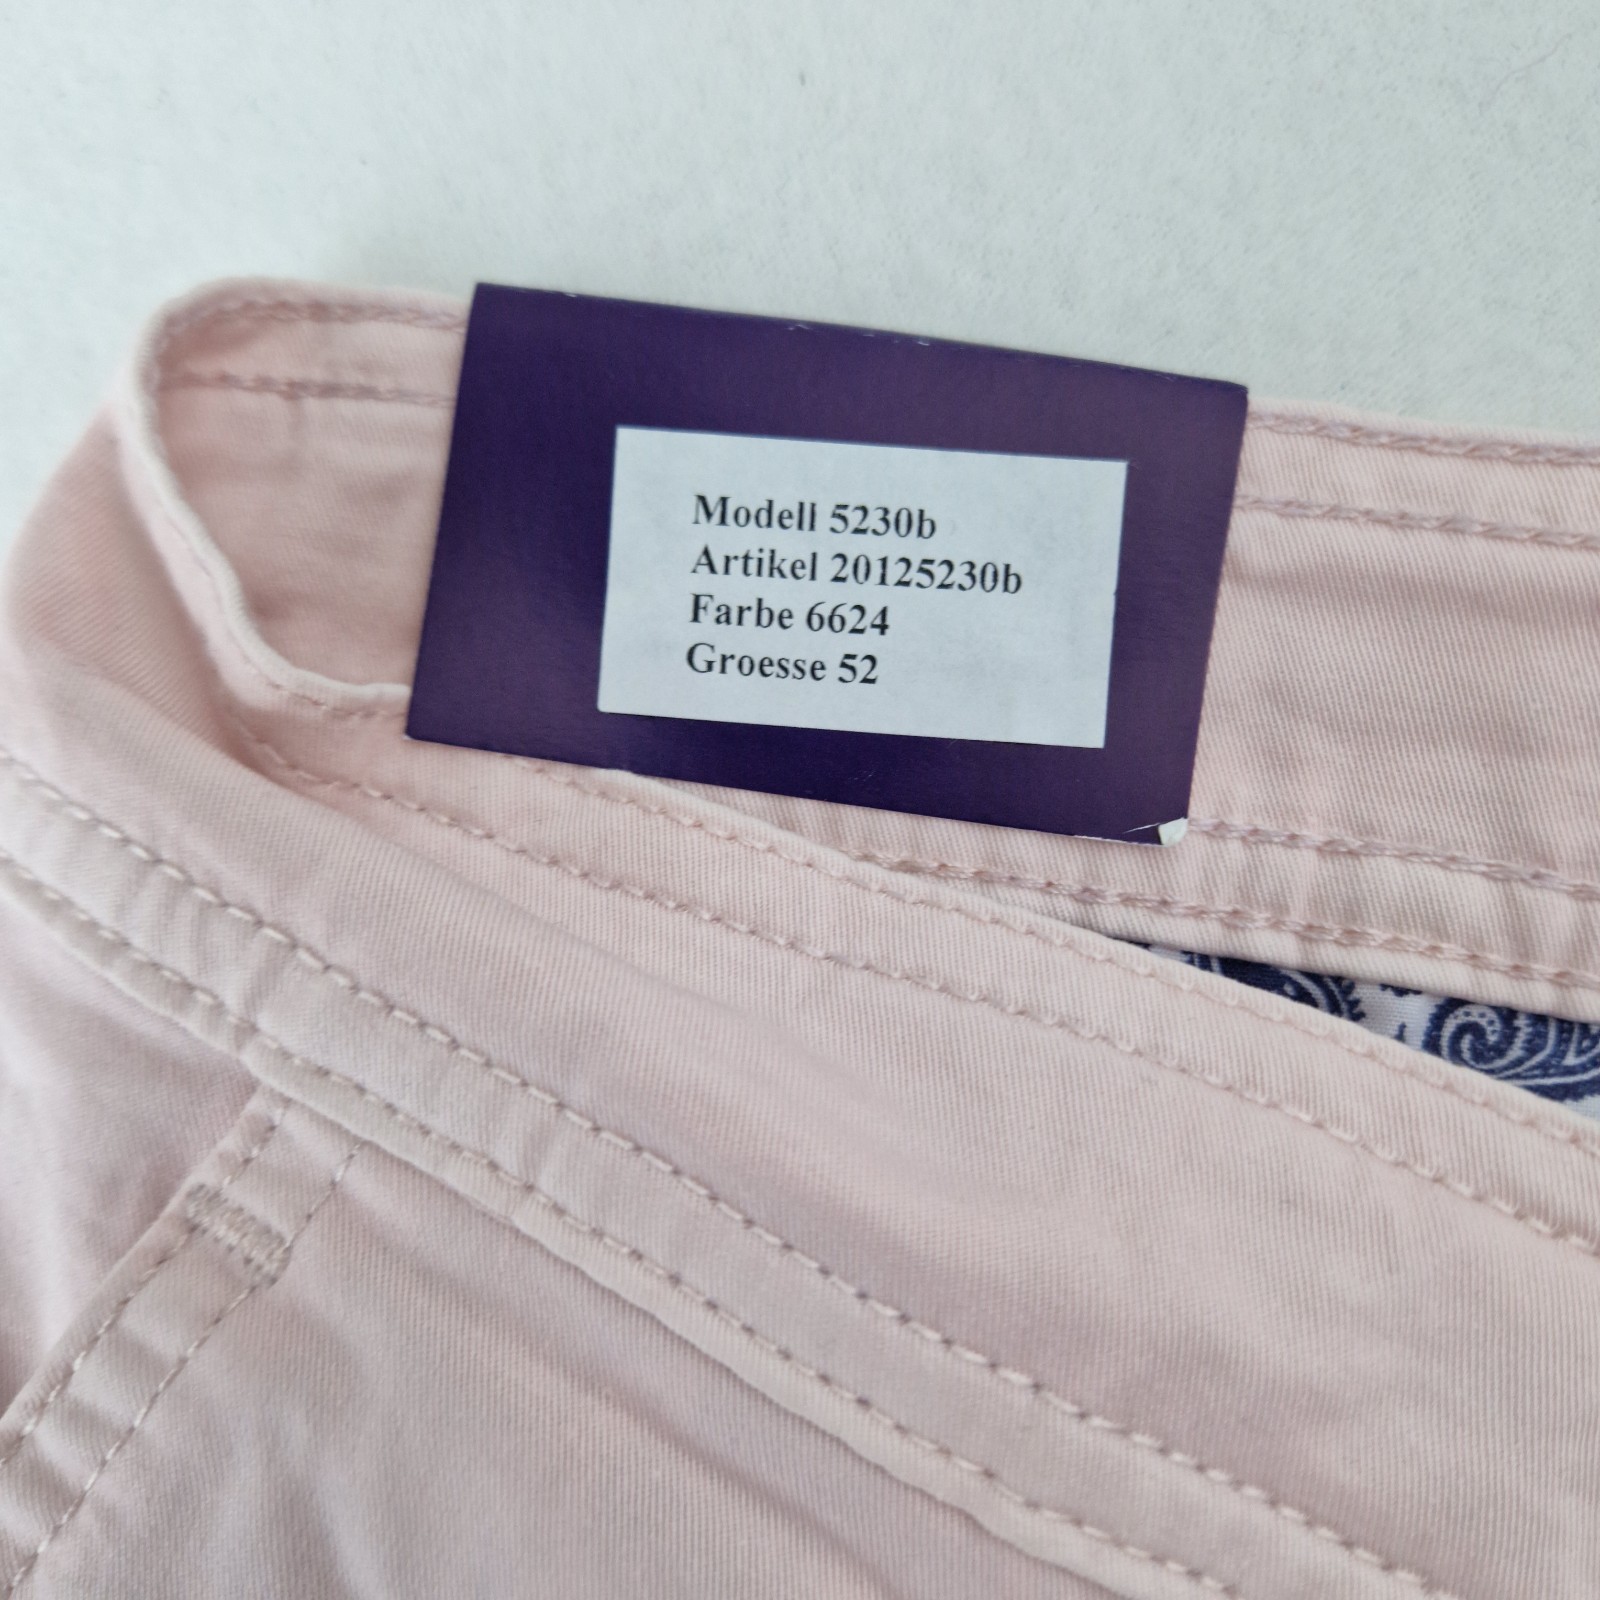 Modell 5230b
Artikel 20125230b
Farbe 6624
Groesse 52